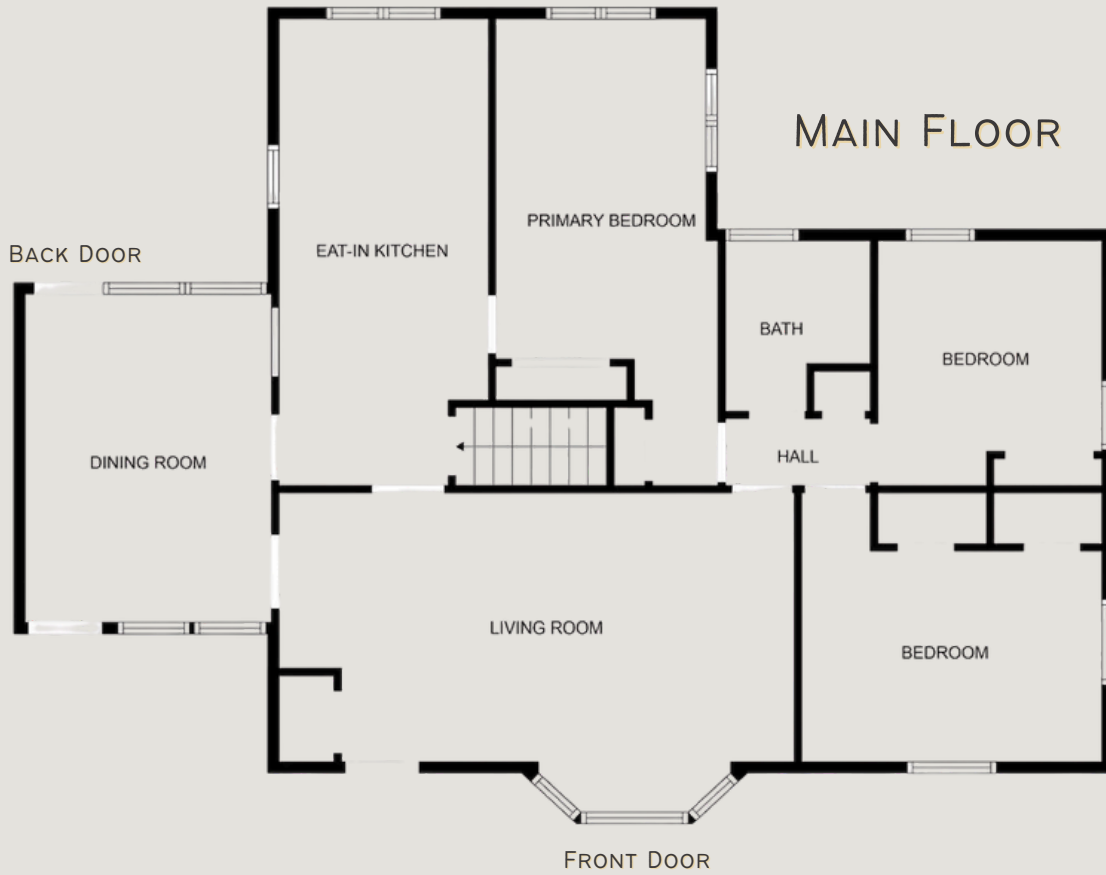 Main Floor
PRIMARY BEDROOM
EAT-IN KITCHEN
Back Door
BATH
BEDROOM
HALL
DINING ROOM
LIVING ROOM
BEDROOM
Front Door